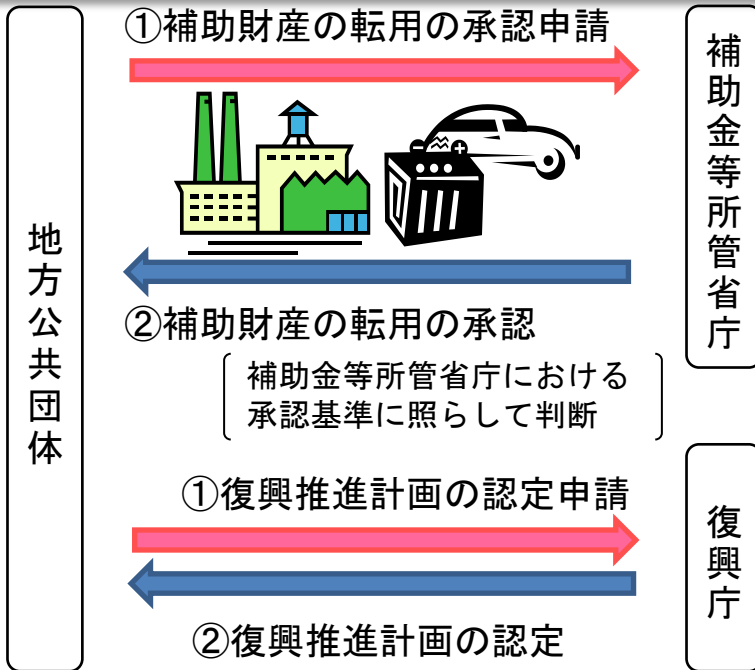 ①補助財産の転用の承認申請
地方公共団体
補助金等所管省庁
②補助財産の転用の承認
補助金等所管省庁における
承認基準に照らして判断
①復興推進計画の認定申請
復興庁
②復興推進計画の認定